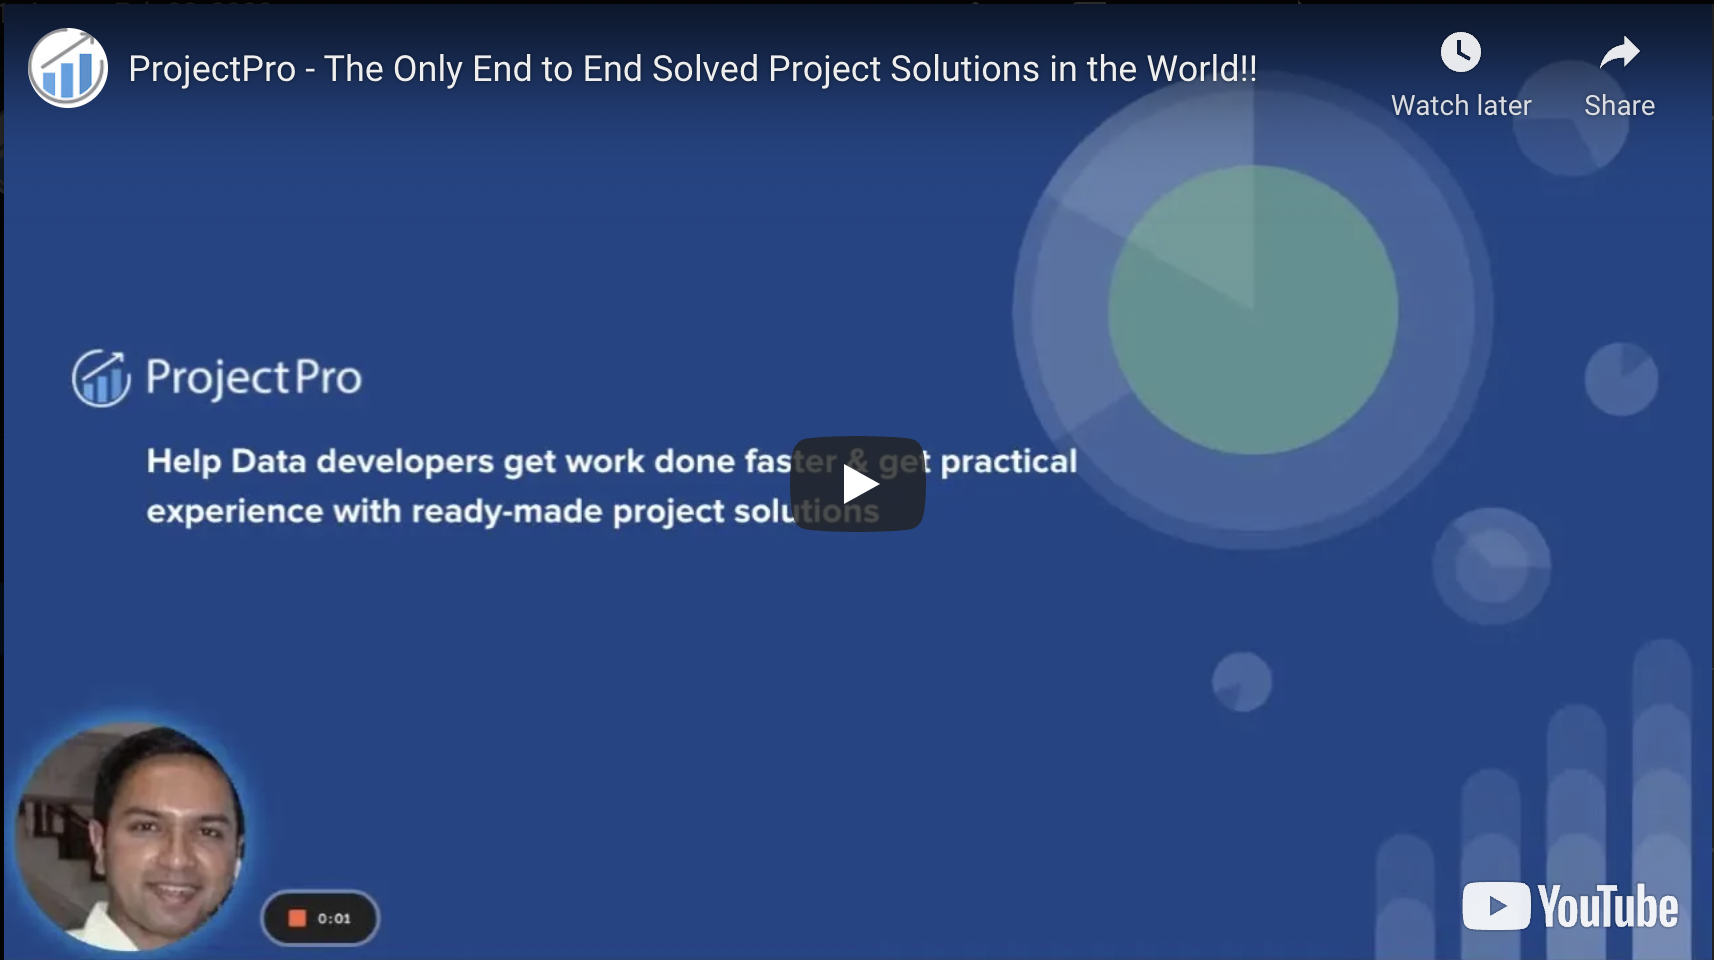 ProjectPro - The Only End to End Solved Project Solutions in the World!!
Watch later
Share
ProjectPro
Help Data developers get work done faster & get practical
experience with ready-made project solutions
0:01
YouTube